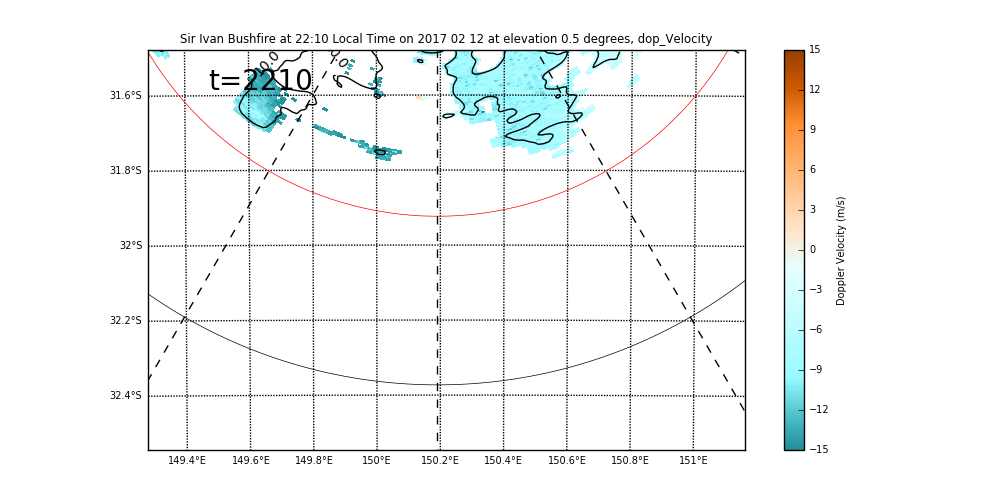 Sir Ivan Bushfire at 22:10 Local Time on 2017 02 12 at elevation 0.5 degrees, dop_Velocity
t=2210
31.6°S
31.8°S
32°S
32.2°S
32.4°S
149.4°E 149.6°E 149.8°E 150°E 150.2°E 150.4°E 150.6°E 150.8°E 151°E
15
12
9
6
3
0
−3
−6
−9
−12
−15
Doppler Velocity (m/s)